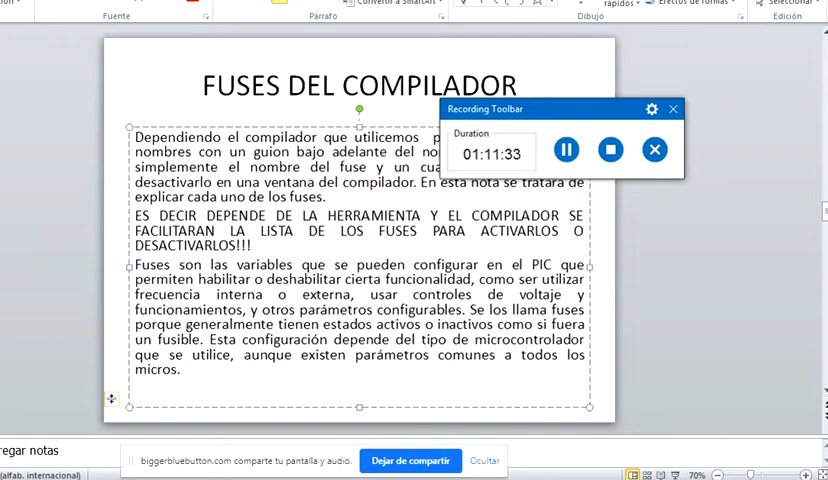 Convertir a SmartArt
rápidos
Efectos de formas
Seleccionar
Fuente
Párrafo
Dibujo
Edición
FUSES DEL COMPILADOR
Recording Toolbar
Duration
01:11:33
Dependiendo el compilador que utilicemos
nombres con un guion bajo adelante del
simplemente el nombre del fuse y un
desactivarlo en una ventana del compilador. En esta nota se tratara de
explicar cada uno de los fuses.
ES DECIR DEPENDE DE LA HERRAMIENTA Y EL COMPILADOR SE
FACILITARAN LA LISTA DE LOS FUSES PARA ACTIVARLOS O
DESACTIVARLOS!!!
Fuses son las variables que se pueden configurar en el PIC que
permiten habilitar o deshabilitar cierta funcionalidad, como ser utilizar
frecuencia interna o externa, usar controles de voltaje y
funcionamientos, y otros parámetros configurables. Se los llama fuses
porque generalmente tienen estados activos o inactivos como si fuera
un fusible. Esta configuración depende del tipo de microcontrolador
que se utilice, aunque existen parámetros comunes a todos los
micros.
regar notas
biggerbluebutton.com comparte tu pantalla y audio.
Dejar de compartir
Ocultar
(alfab. internacional)
70%